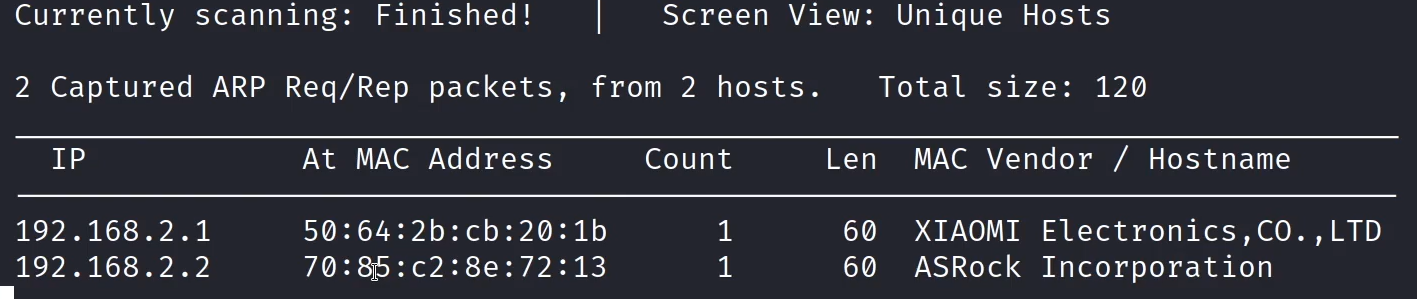 Currently scanning: Finished!   |   Screen View: Unique Hosts
2 Captured ARP Req/Rep packets, from 2 hosts.   Total size: 120
IP            At MAC Address     Count     Len  MAC Vendor / Hostname
192.168.2.1     50:64:2b:cb:20:1b      1      60  XIAOMI Electronics,CO.,LTD
192.168.2.2     70:85:c2:8e:72:13      1      60  ASRock Incorporation